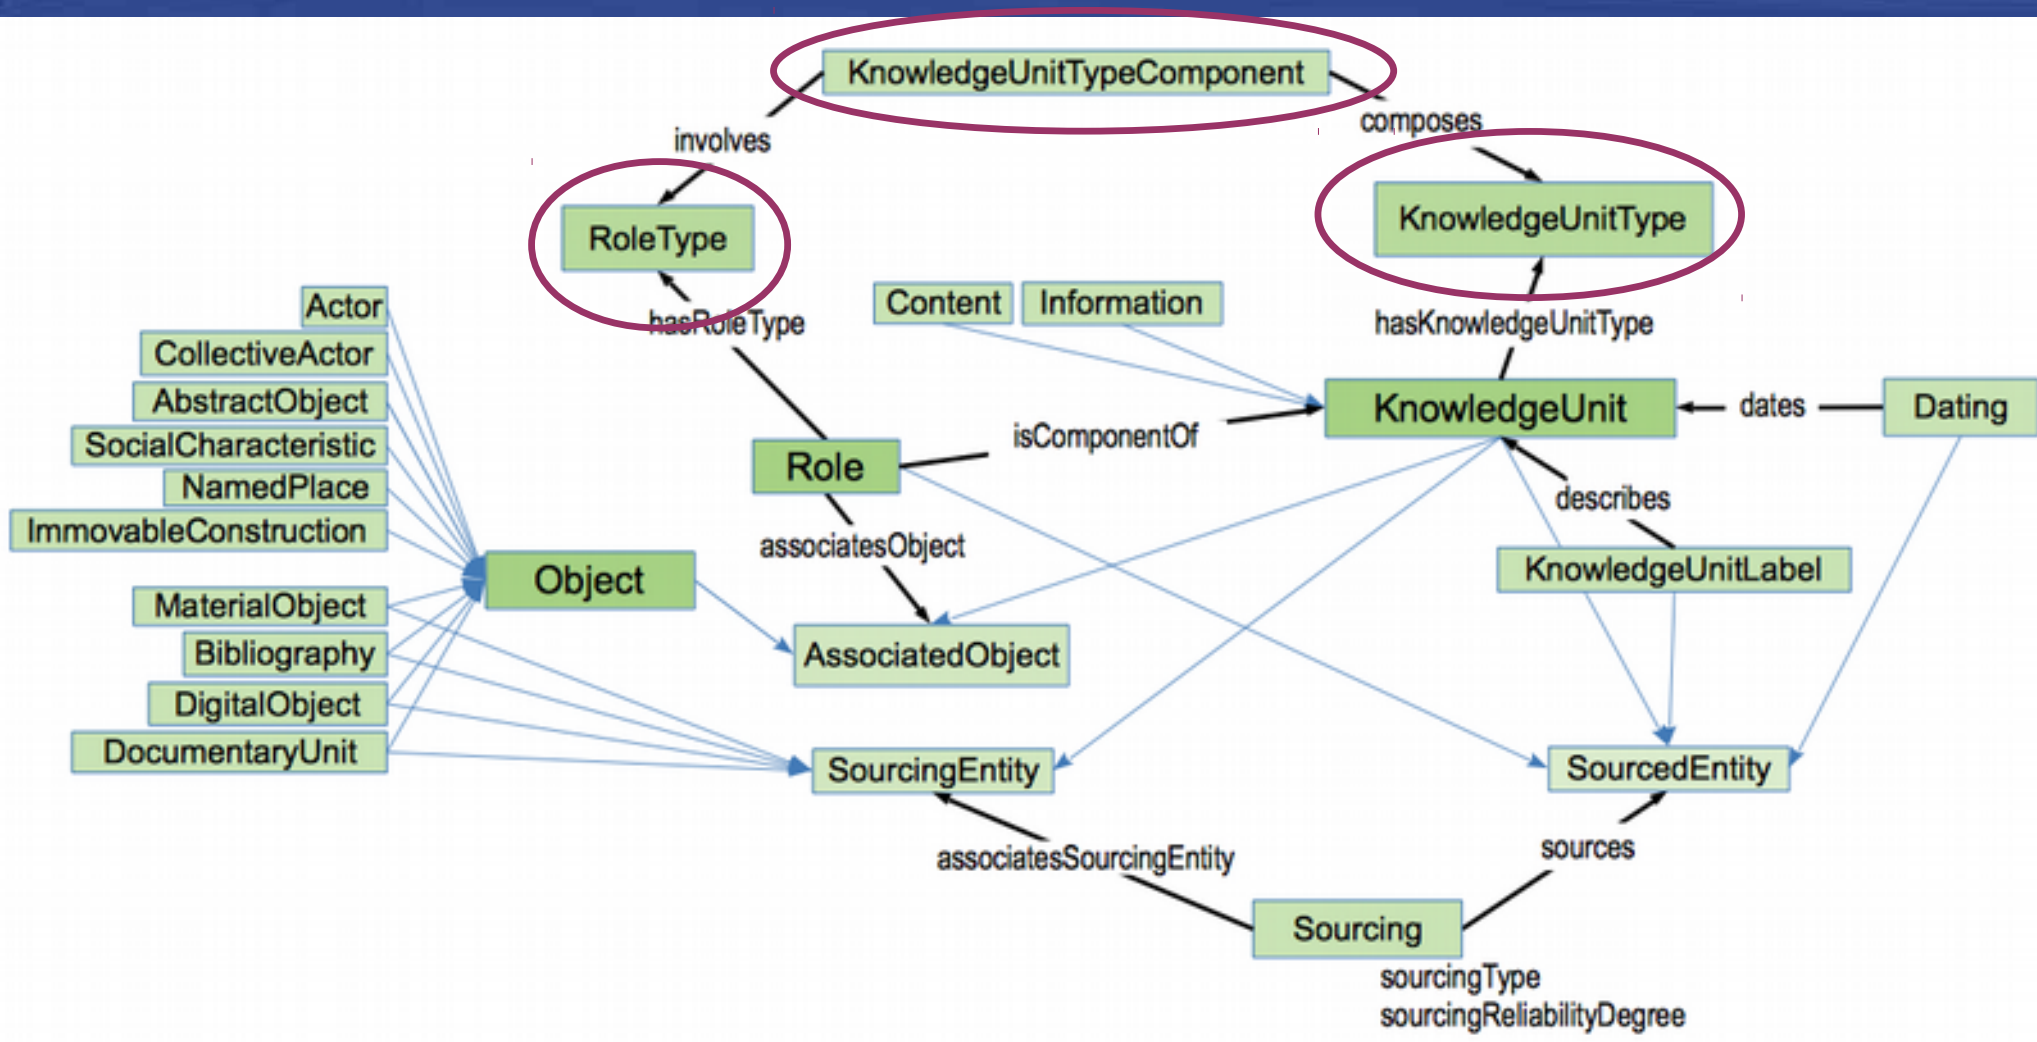 KnowledgeUnitTypeComponent
composes
involves
RoleType
KnowledgeUnitType
hasRoleType
Content
Information
hasKnowledgeUnitType
Actor
CollectiveActor
AbstractObject
SocialCharacteristic
NamedPlace
ImmovableConstruction
MaterialObject
Bibliography
DigitalObject
DocumentaryUnit
Object
Role
isComponentOf
KnowledgeUnit
dates
Dating
describes
associatesObject
KnowledgeUnitLabel
AssociatedObject
SourcingEntity
SourcedEntity
associatesSourcingEntity
sources
Sourcing
sourcingType
sourcingReliabilityDegree